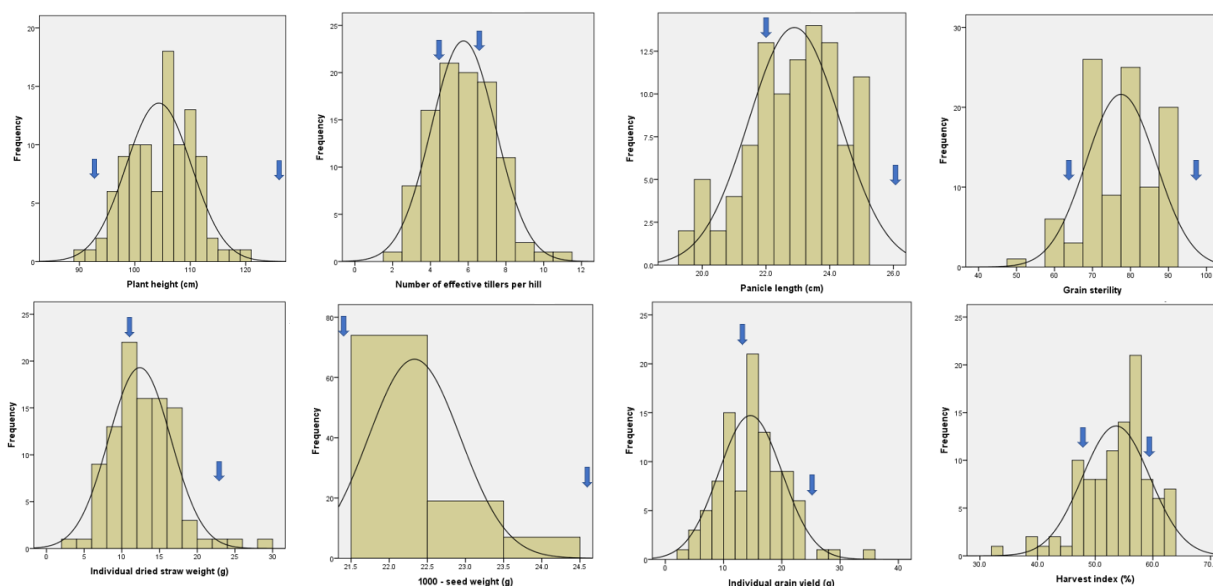 Frequency
20
15
10
5
0
90 100 110 120
Plant height (cm)
Frequency
25
20
15
10
5
0
0 2 4 6 8 10 12
Number of effective tillers per hill
Frequency
15.0
12.5
10.0
7.5
5.0
2.5
.0
20.0 22.0 24.0 26.0
Panicle length (cm)
Frequency
30
20
10
0
40 50 60 70 80 90 100
Grain sterility
Frequency
25
20
15
10
5
0
0 5 10 15 20 25 30
Individual dried straw weight (g)
Frequency
80
60
40
20
0
21.5 22.0 22.5 23.0 23.5 24.0 24.5
1000 - seed weight (g)
Frequency
25
20
15
10
5
0
0 10 20 30 40
Individual grain yield (g)
Frequency
25
20
15
10
5
0
30.0 40.0 50.0 60.0
Harvest index (%)